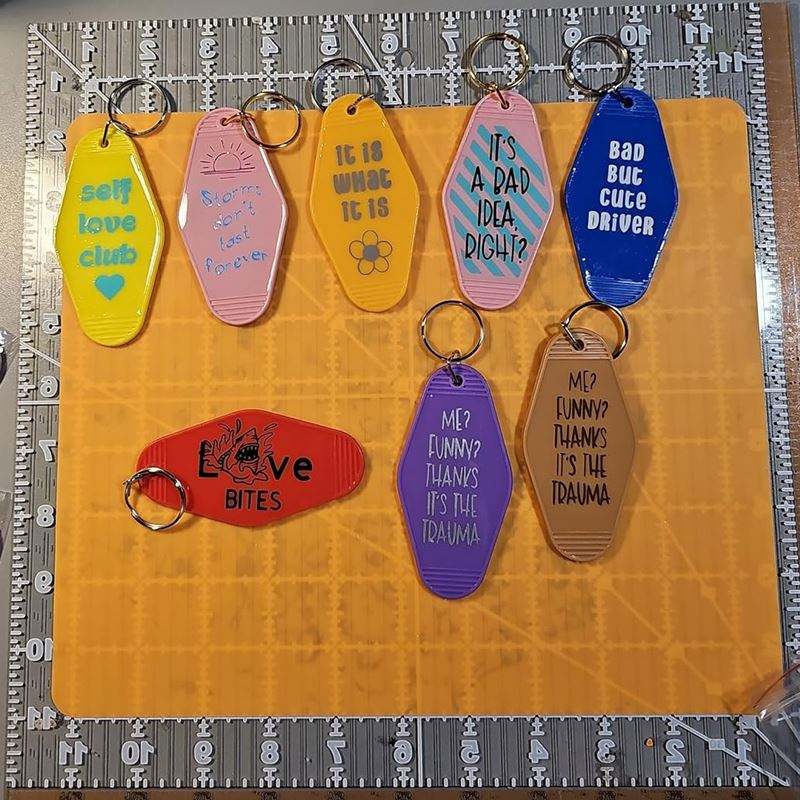 self
love
club
Storms
don't
last
forever
it is
what
it is
IT'S
A BAD
IDEA,
RIGHT?
BAD
BUT
CUTE
DRIVER
Love
BITES
ME?
FUNNY?
THANKS
IT'S THE
TRAUMA
ME?
FUNNY?
THANKS
IT'S THE
TRAUMA